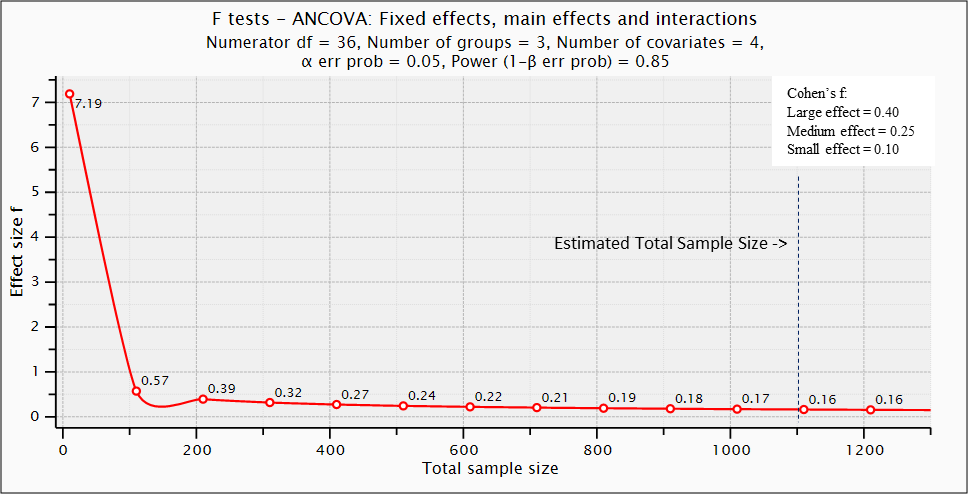 F tests – ANCOVA: Fixed effects, main effects and interactions
Numerator df = 36, Number of groups = 3, Number of covariates = 4,
α err prob = 0.05, Power (1–β err prob) = 0.85
Cohen's f:
Large effect = 0.40
Medium effect = 0.25
Small effect = 0.10
Estimated Total Sample Size ->
Effect size f
7
6
5
4
3
2
1
0
7.19
0.57
0.39
0.32
0.27
0.24
0.22
0.21
0.19
0.18
0.17
0.16
0.16
0
200
400
600
800
1000
1200
Total sample size